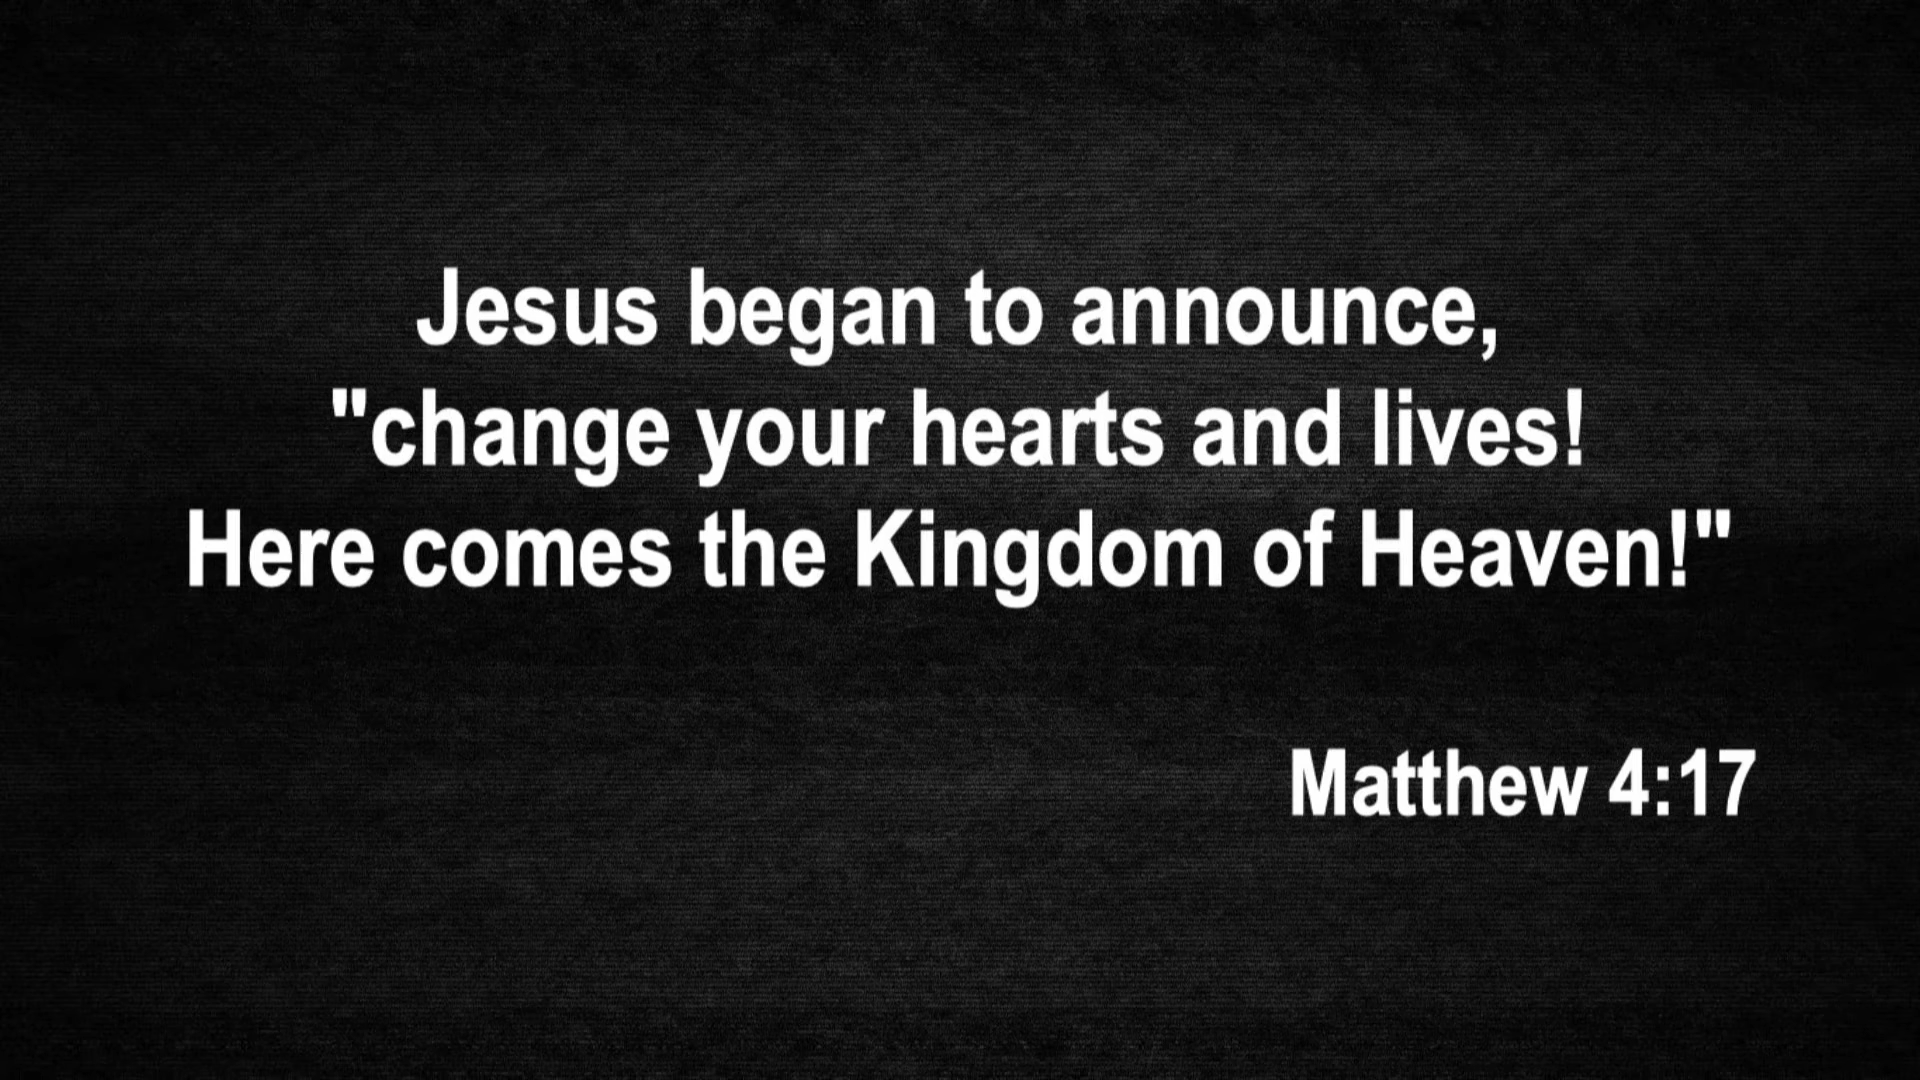 Jesus began to announce,
"change your hearts and lives!
Here comes the Kingdom of Heaven!"
Matthew 4:17